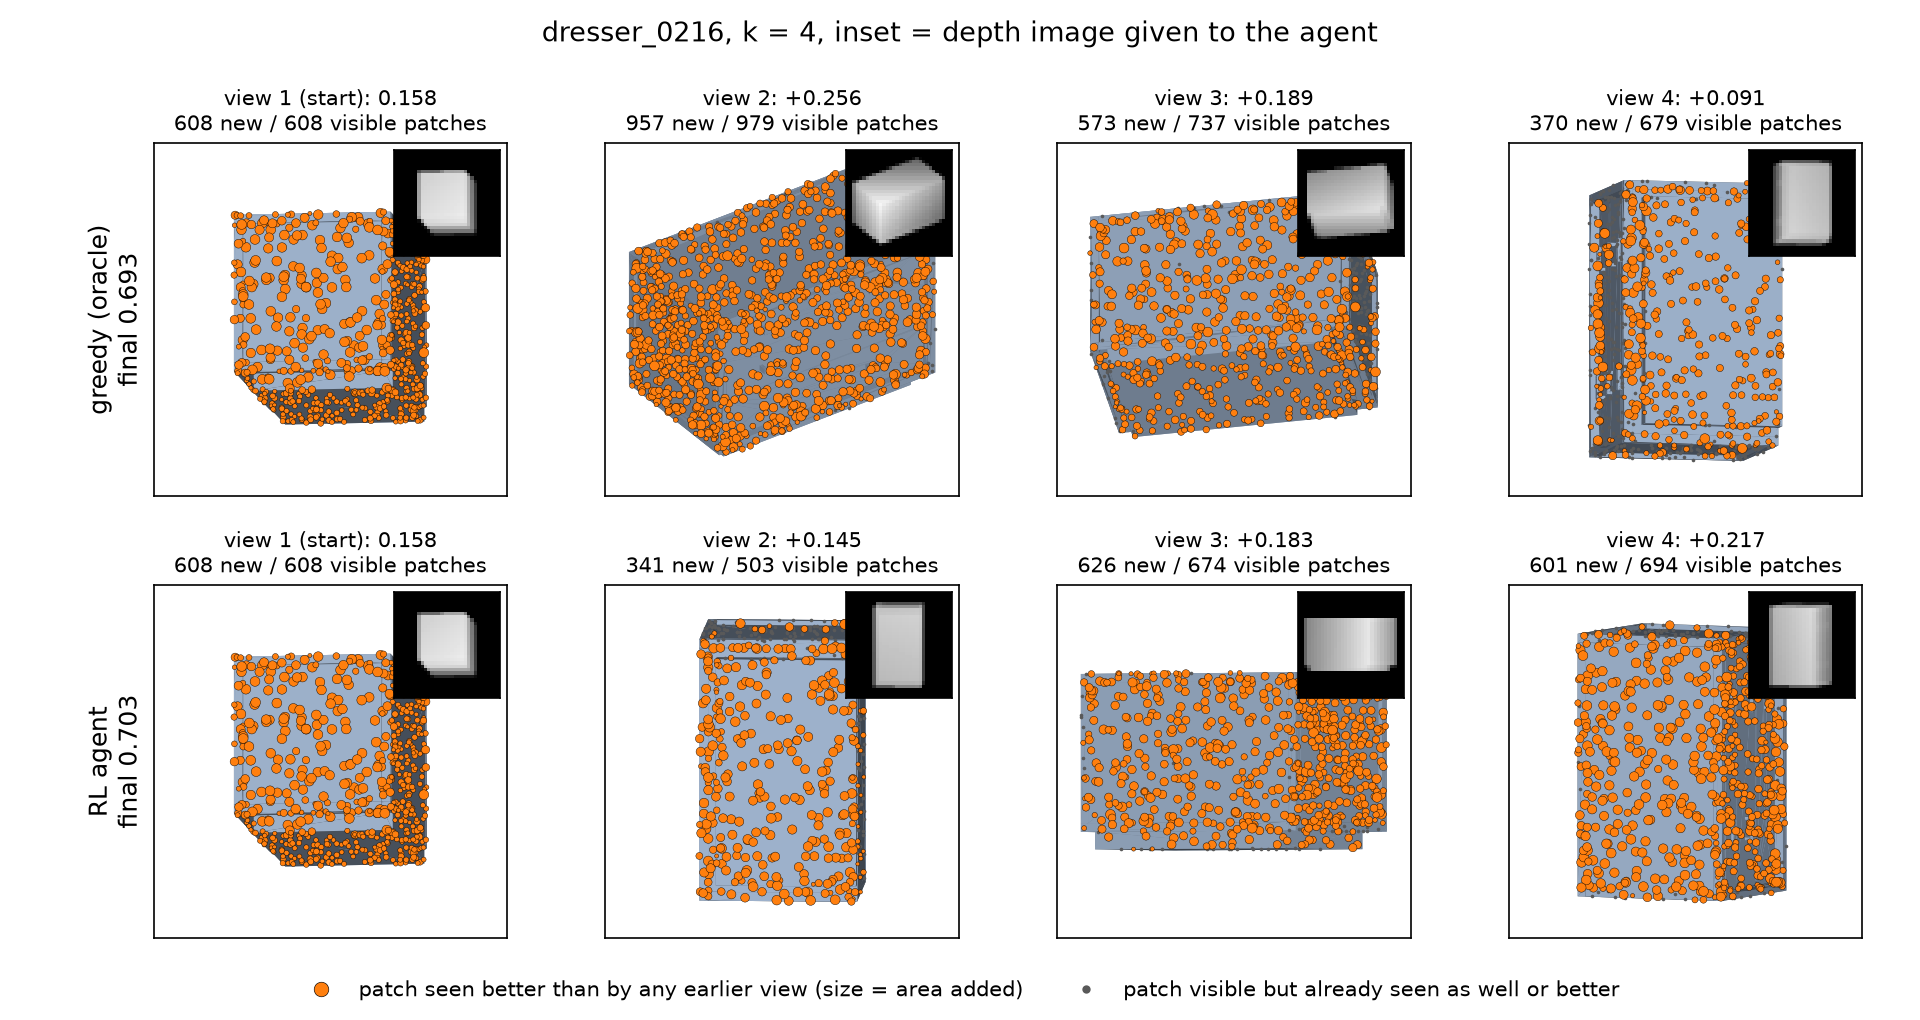 dresser_0216, k = 4, inset = depth image given to the agent
greedy (oracle)
final 0.693
view 1 (start): 0.158
608 new / 608 visible patches
view 2: +0.256
957 new / 979 visible patches
view 3: +0.189
573 new / 737 visible patches
view 4: +0.091
370 new / 679 visible patches
RL agent
final 0.703
view 1 (start): 0.158
608 new / 608 visible patches
view 2: +0.145
341 new / 503 visible patches
view 3: +0.183
626 new / 674 visible patches
view 4: +0.217
601 new / 694 visible patches
patch seen better than by any earlier view (size = area added)
patch visible but already seen as well or better